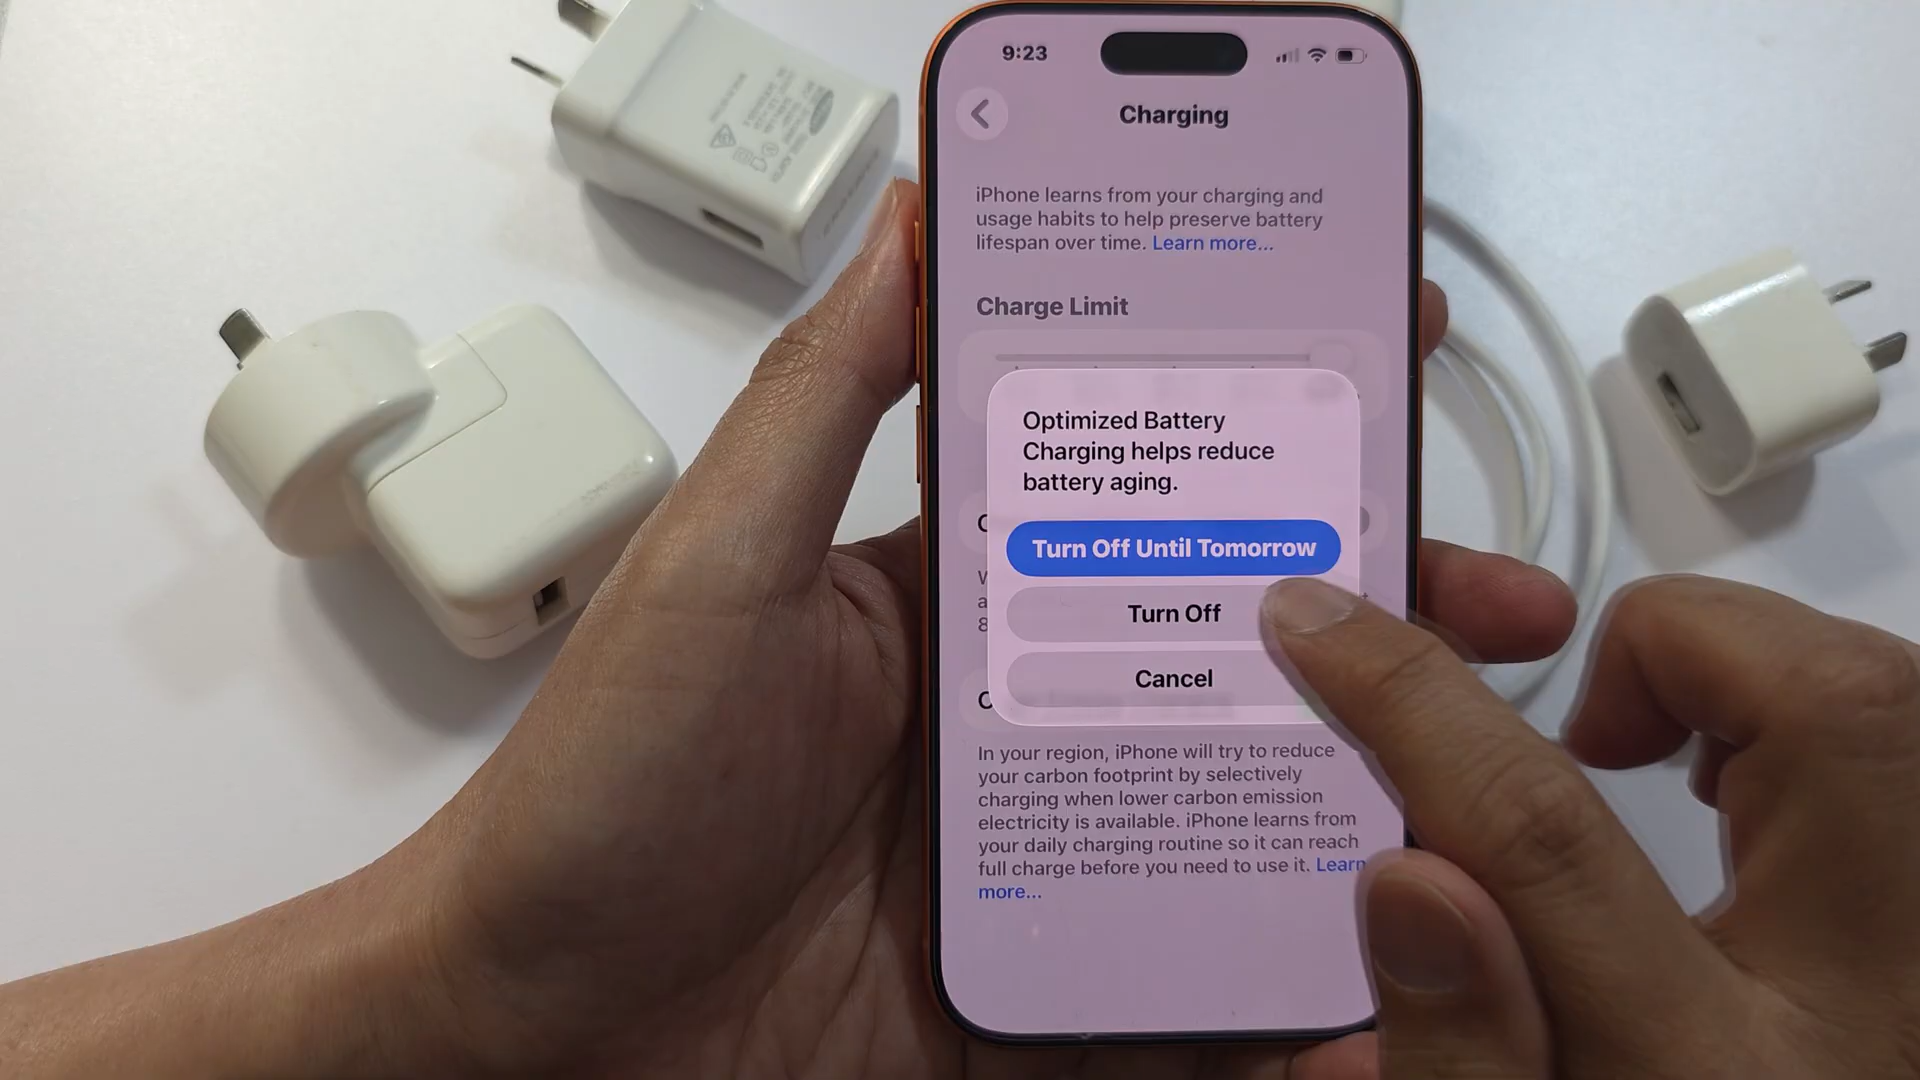 9:23
Charging
iPhone learns from your charging and
usage habits to help preserve battery
lifespan over time. Learn more...
Charge Limit
Optimized Battery
Charging helps reduce
battery aging.
Turn Off Until Tomorrow
Turn Off
Cancel
In your region, iPhone will try to reduce
your carbon footprint by selectively
charging when lower carbon emission
electricity is available. iPhone learns from
your daily charging routine so it can reach
full charge before you need to use it. Learn
more...